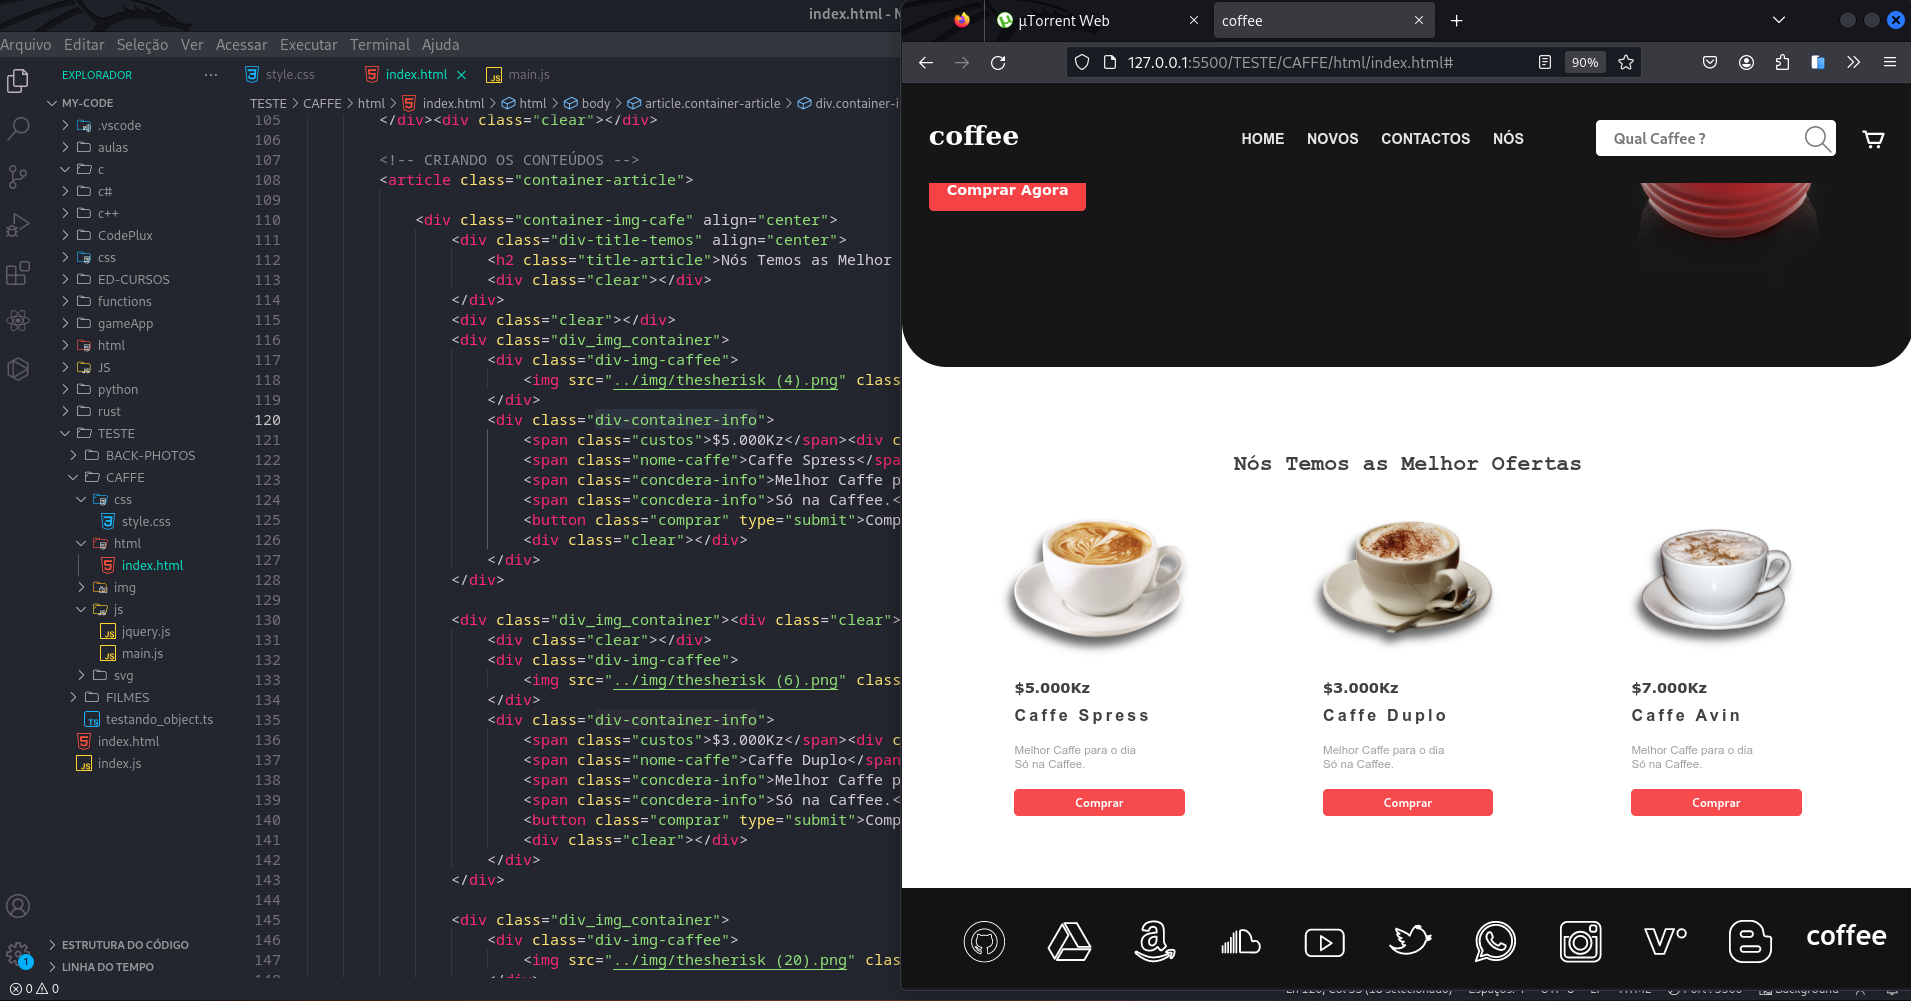 index.html - M
Arquivo Editar Seleção Ver Acessar Executar Terminal Ajuda
EXPLORADOR ···
style.css index.html × main.js
MY-CODE
TESTE > CAFFE > html > index.html > html > body > article.container-article > div.container-i
.vscode
aulas
c
c#
c++
CodePlux
css
ED-CURSOS
functions
gameApp
html
JS
python
rust
TESTE
BACK-PHOTOS
CAFFE
css
style.css
html
index.html
img
js
jquery.js
main.js
svg
FILMES
testando_object.ts
index.html
index.js
ESTRUTURA DO CÓDIGO
LINHA DO TEMPO
105 </div><div class="clear"></div>
106
107 <!-- CRIANDO OS CONTEÚDOS -->
108 <article class="container-article">
109
110 <div class="container-img-cafe" align="center">
111 <div class="div-title-temos" align="center">
112 <h2 class="title-article">Nós Temos as Melhor
113 <div class="clear"></div>
114 </div>
115 <div class="clear"></div>
116 <div class="div_img_container">
117 <div class="div-img-caffee">
118 <img src="../img/thesherisk (4).png" class
119 </div>
120 <div class="div-container-info">
121 <span class="custos">$5.000Kz</span><div c
122 <span class="nome-caffe">Caffe Spress</spa
123 <span class="concdera-info">Melhor Caffe p
124 <span class="concdera-info">Só na Caffee.<
125 <button class="comprar" type="submit">Comp
126 <div class="clear"></div>
127 </div>
128 </div>
129
130 <div class="div_img_container"><div class="clear">
131 <div class="clear"></div>
132 <div class="div-img-caffee">
133 <img src="../img/thesherisk (6).png" class
134 </div>
135 <div class="div-container-info">
136 <span class="custos">$3.000Kz</span><div c
137 <span class="nome-caffe">Caffe Duplo</span
138 <span class="concdera-info">Melhor Caffe p
139 <span class="concdera-info">Só na Caffee.<
140 <button class="comprar" type="submit">Comp
141 <div class="clear"></div>
142 </div>
143 </div>
144
145 <div class="div_img_container">
146 <div class="div-img-caffee">
147 <img src="../img/thesherisk (20).png" clas
1
0 0
µTorrent Web × coffee × +
127.0.0.1:5500/TESTE/CAFFE/html/index.html# 90%
coffee HOME NOVOS CONTACTOS NÓS Qual Caffee ?
Comprar Agora
Nós Temos as Melhor Ofertas
$5.000Kz $3.000Kz $7.000Kz
Caffe Spress Caffe Duplo Caffe Avin
Melhor Caffe para o dia Melhor Caffe para o dia Melhor Caffe para o dia
Só na Caffee. Só na Caffee. Só na Caffee.
Comprar Comprar Comprar
coffee